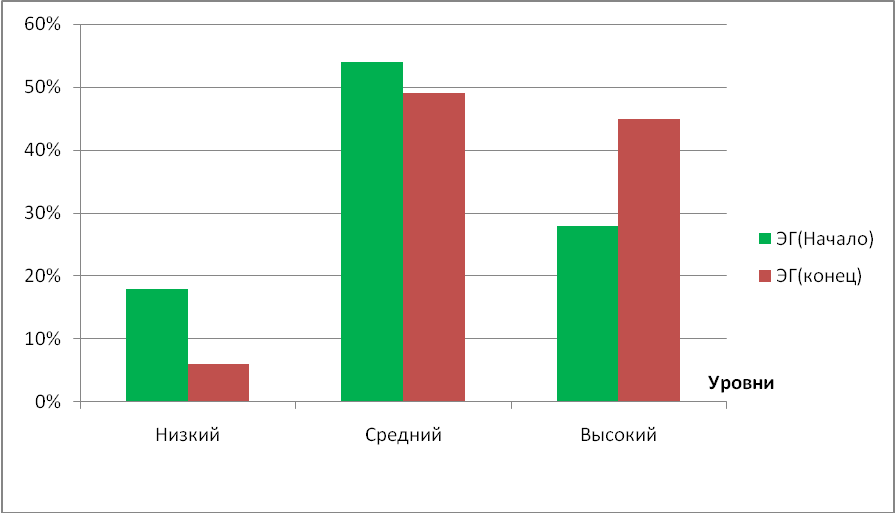 60%
50%
40%
30%
20%
10%
0%
Низкий
Средний
Высокий
Уровни
ЭГ(Начало)
ЭГ(конец)